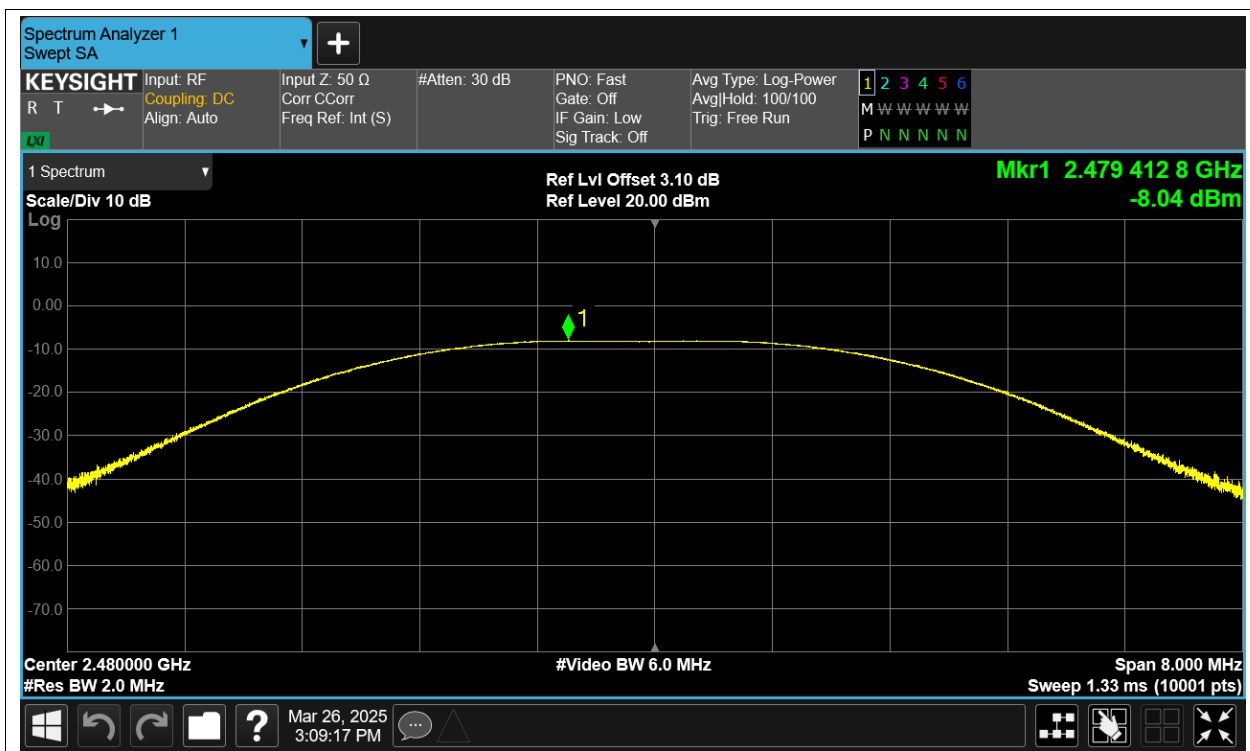 Spectrum Analyzer 1
Swept SA
+
KEYSIGHT
R T
LXI
Input: RF
Coupling: DC
Align: Auto
Input Z: 50 Ω
Corr CCorr
Freq Ref: Int (S)
#Atten: 30 dB
PNO: Fast
Gate: Off
IF Gain: Low
Sig Track: Off
Avg Type: Log-Power
Avg|Hold: 100/100
Trig: Free Run
1 2 3 4 5 6
M W W W W W W
P N N N N N
1 Spectrum
Scale/Div 10 dB
Ref Lvl Offset 3.10 dB
Ref Level 20.00 dBm
Mkr1 2.479 412 8 GHz
-8.04 dBm
Log
10.0
0.00
-10.0
-20.0
-30.0
-40.0
-50.0
-60.0
-70.0
1
Center 2.480000 GHz
#Res BW 2.0 MHz
#Video BW 6.0 MHz
Span 8.000 MHz
Sweep 1.33 ms (10001 pts)
?
Mar 26, 2025
3:09:17 PM